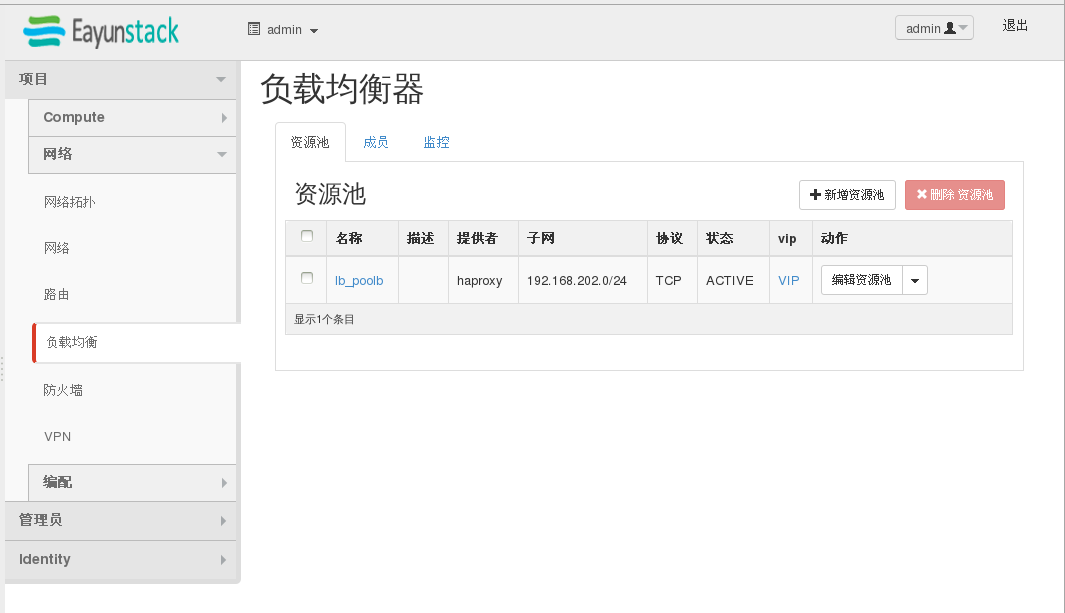 Eayunstack admin admin 退出
项目
Compute
网络
网络拓扑
网络
路由
负载均衡
防火墙
VPN
编配
管理员
Identity
负载均衡器
资源池 成员 监控
资源池 新增资源池 删除 资源池
名称 描述 提供者 子网 协议 状态 vip 动作
lb_poolb haproxy 192.168.202.0/24 TCP ACTIVE VIP 编辑资源池
显示1个条目